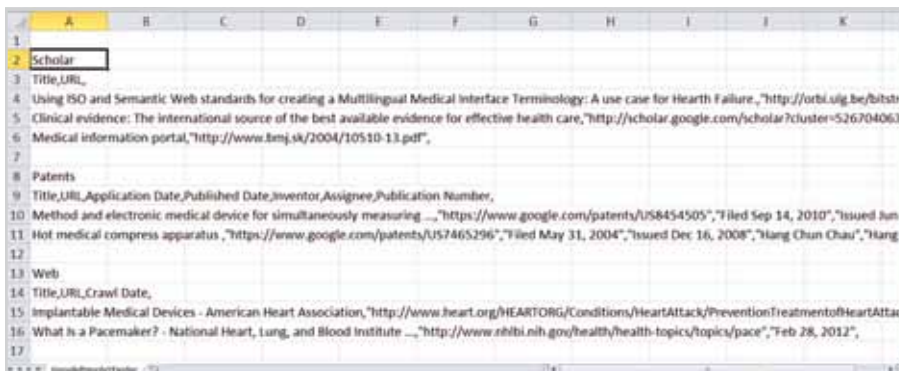 A B C D E F G H I J K
1
2 Scholar
3 Title,URL,
4 Using ISO and Semantic Web standards for creating a Multilingual Medical Interface Terminology: A use case for Hearth Failure.,"http://orbi.ulg.be/bitstr
5 Clinical evidence: The international source of the best available evidence for effective health care,"http://scholar.google.com/scholar?cluster=526704063
6 Medical information portal,"http://www.bmj.sk/2004/10510-13.pdf",
7
8 Patents
9 Title,URL,Application Date,Published Date,Inventor,Assignee,Publication Number,
10 Method and electronic medical device for simultaneously measuring ...,"https://www.google.com/patents/US8454505","Filed Sep 14, 2010","Issued Jun
11 Hot medical compress apparatus ,"https://www.google.com/patents/US7465296","Filed May 31, 2004","Issued Dec 16, 2008","Hang Chun Chau","Hang
12
13 Web
14 Title,URL,Crawl Date,
15 Implantable Medical Devices - American Heart Association,"http://www.heart.org/HEARTORG/Conditions/HeartAttack/PreventionTreatmentofHeartAttac
16 What Is a Pacemaker? - National Heart, Lung, and Blood Institute ...,"http://www.nhlbi.nih.gov/health/health-topics/topics/pace","Feb 28, 2012",
17